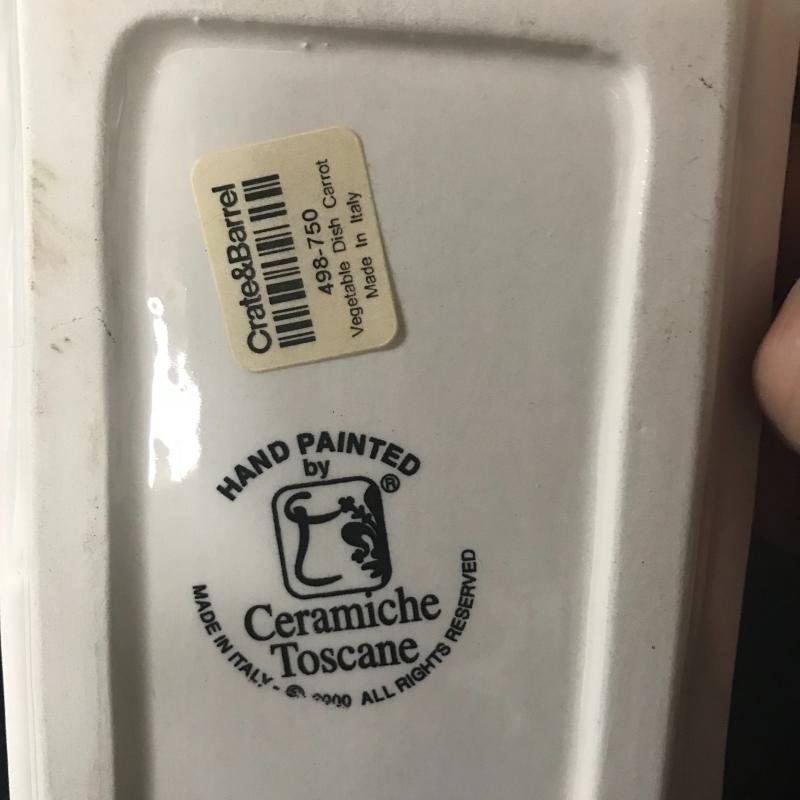 Crate&Barrel
498-750
Vegetable Dish Carrot
Made In Italy
HAND PAINTED
by
®
Ceramiche
Toscane
MADE IN ITALY - © 2000 ALL RIGHTS RESERVED